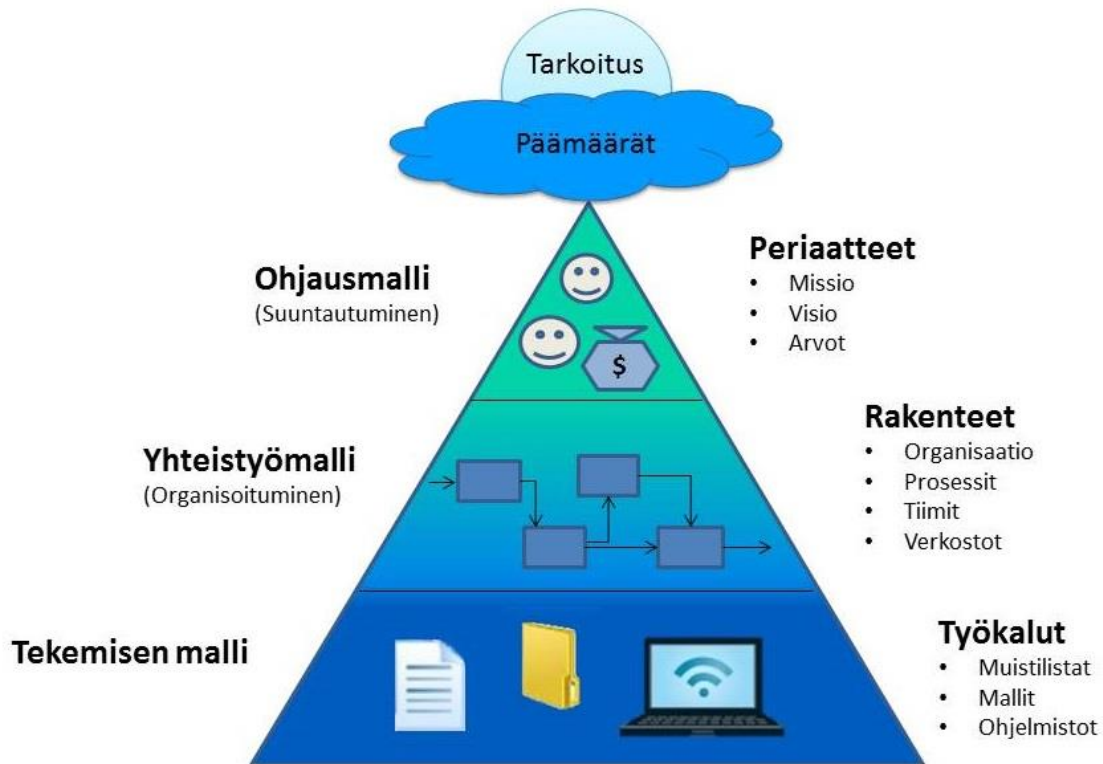 Tarkoitus
Päämäärät
Ohjausmalli
(Suuntautuminen)
Periaatteet
• Missio
• Visio
• Arvot
$
Yhteistyömalli
(Organisoituminen)
Rakenteet
• Organisaatio
• Prosessit
• Tiimit
• Verkostot
Tekemisen malli
Työkalut
• Muistilistat
• Mallit
• Ohjelmistot